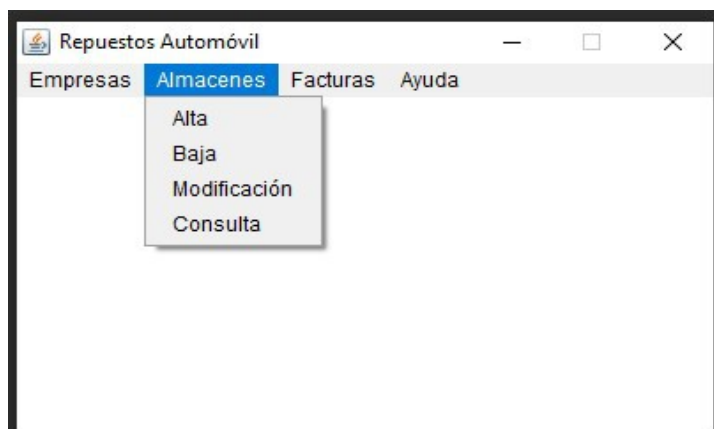 Repuestos Automóvil
Empresas Almacenes Facturas Ayuda
Alta
Baja
Modificación
Consulta